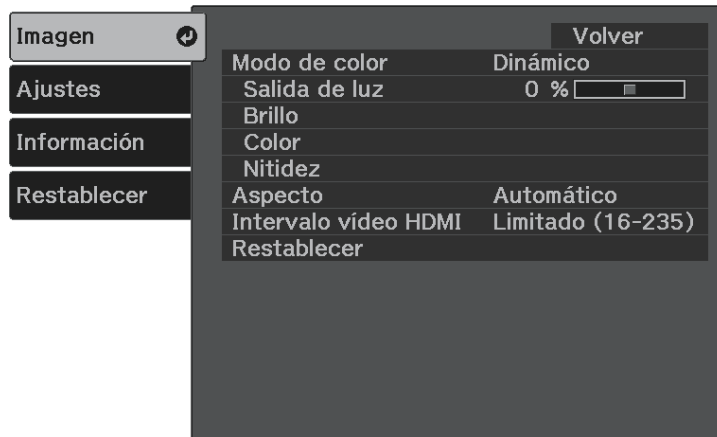 Imagen
Ajustes
Información
Restablecer
Volver
Modo de color Dinámico
Salida de luz 0 %
Brillo
Color
Nitidez
Aspecto Automático
Intervalo vídeo HDMI Limitado (16-235)
Restablecer